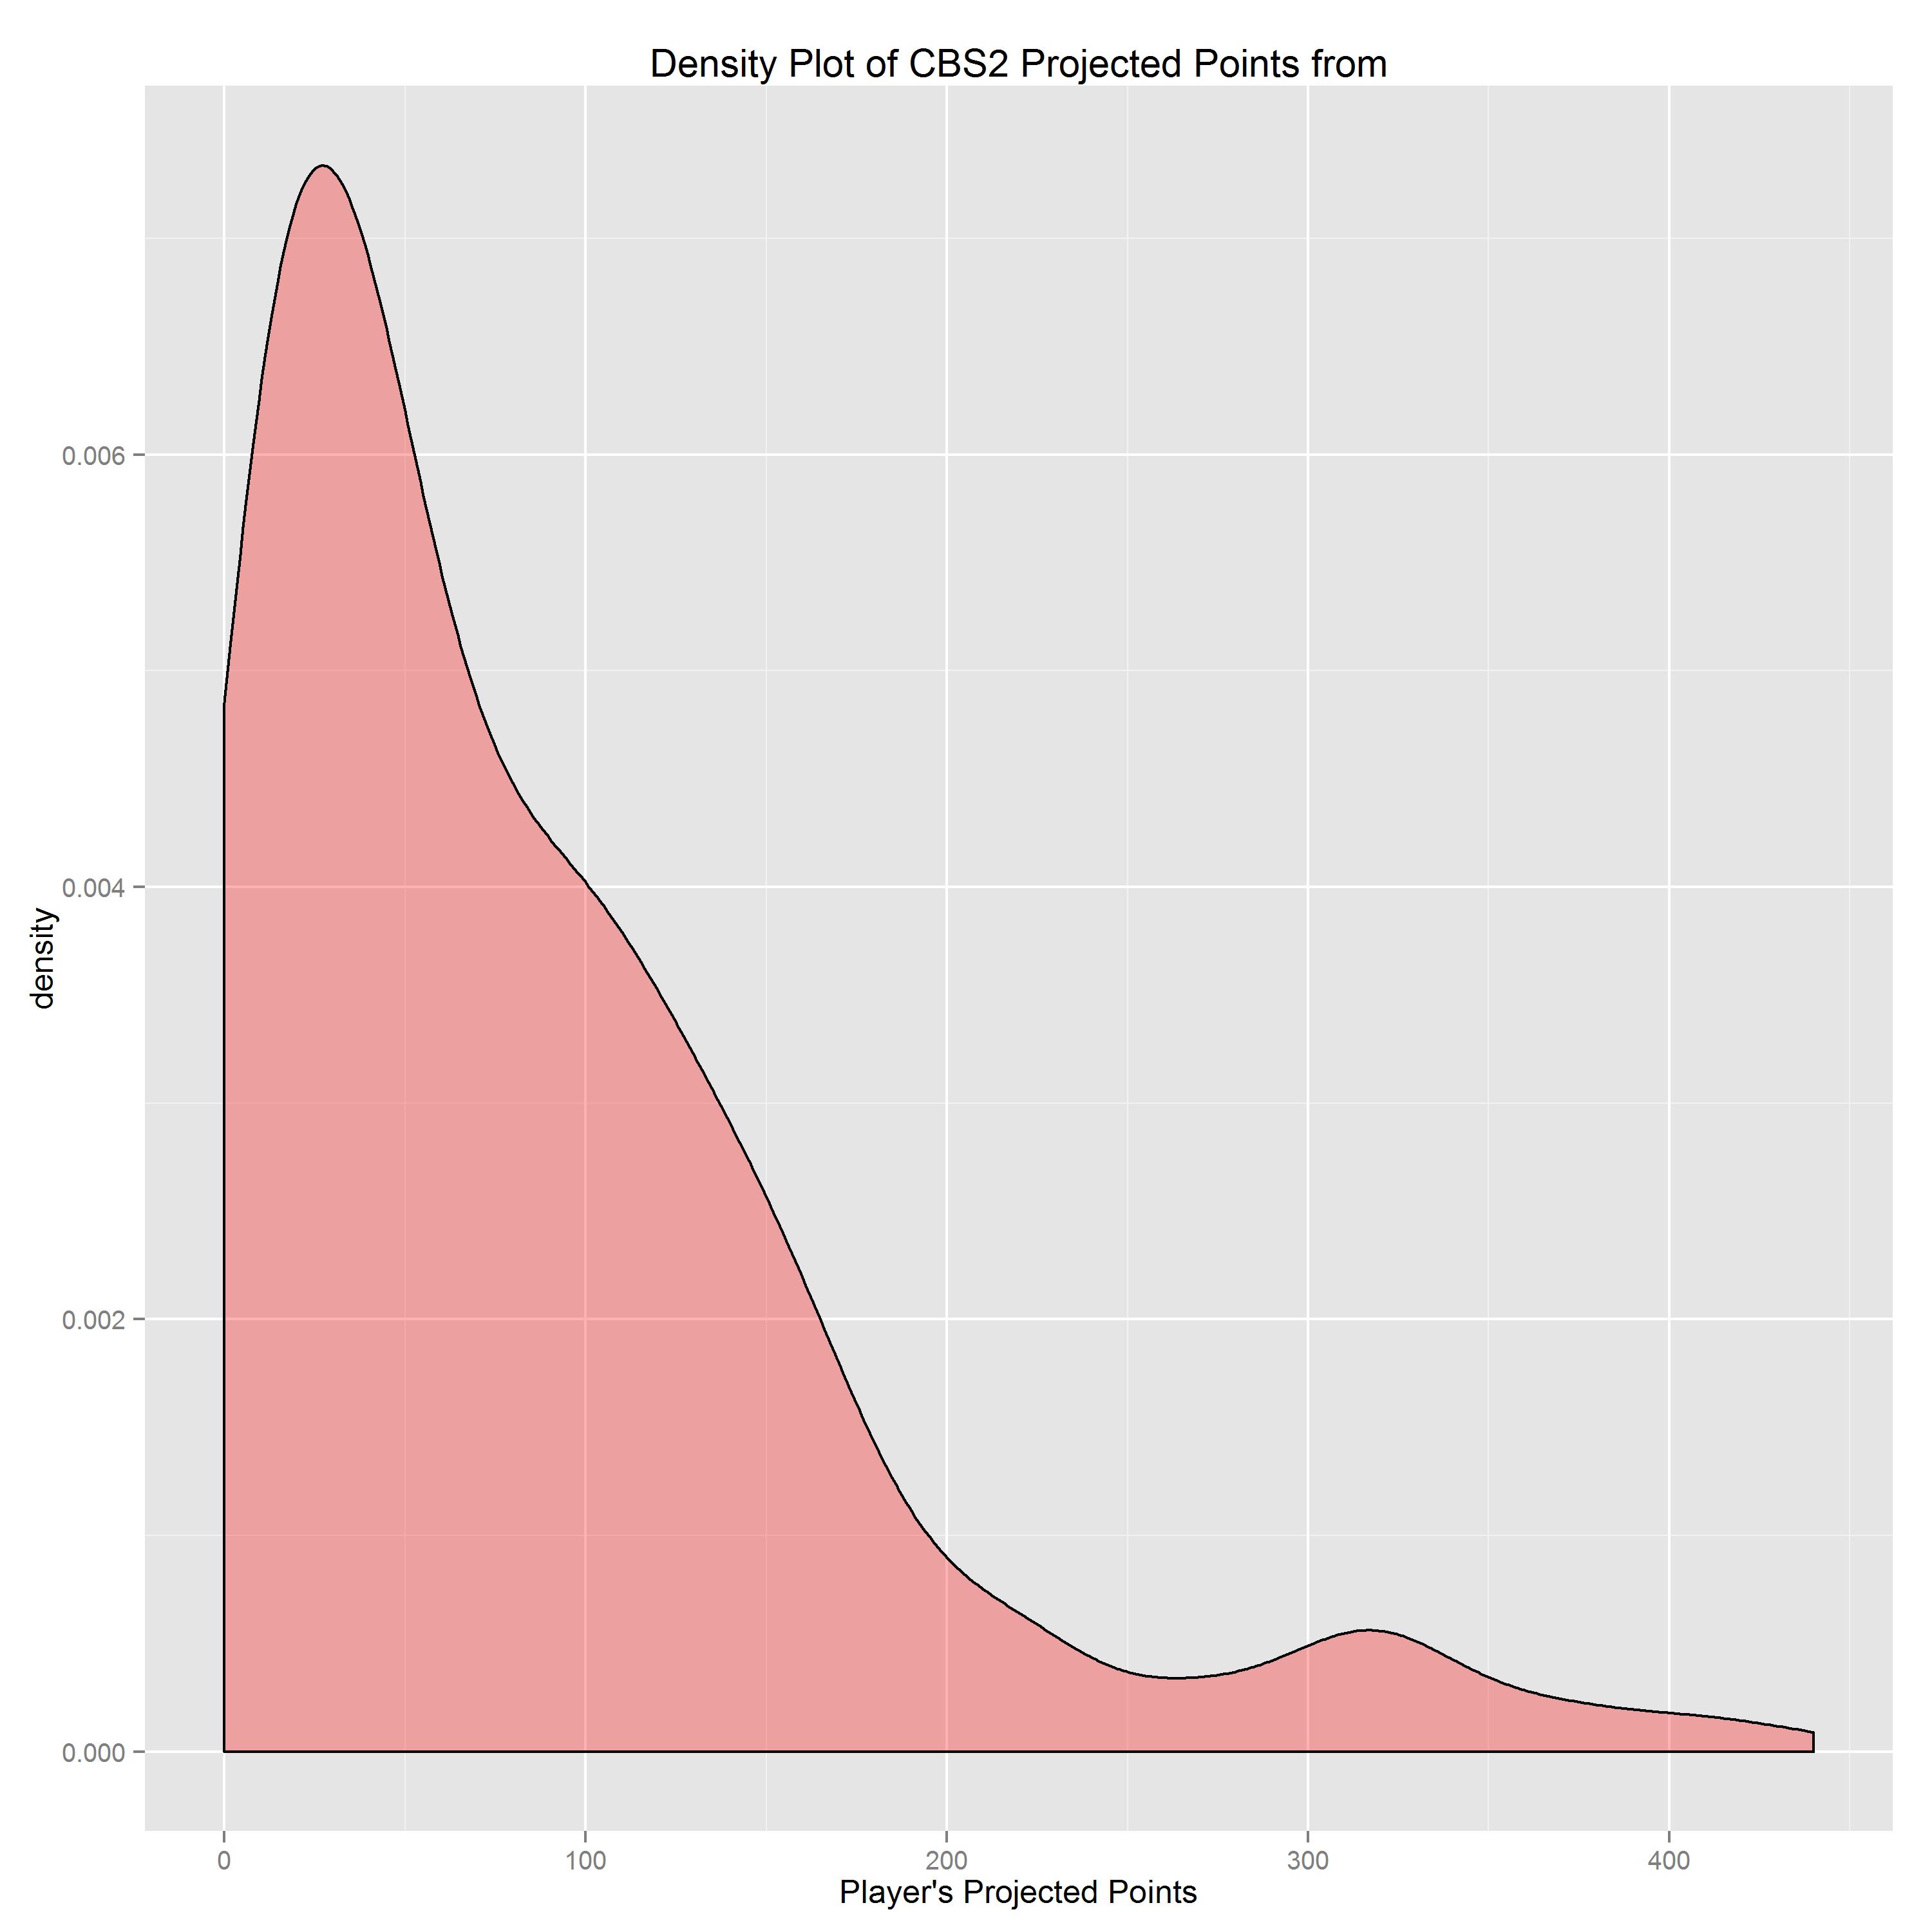 Density Plot of CBS2 Projected Points from
density
0.006
0.004
0.002
0.000
0 100 200 300 400
Player's Projected Points